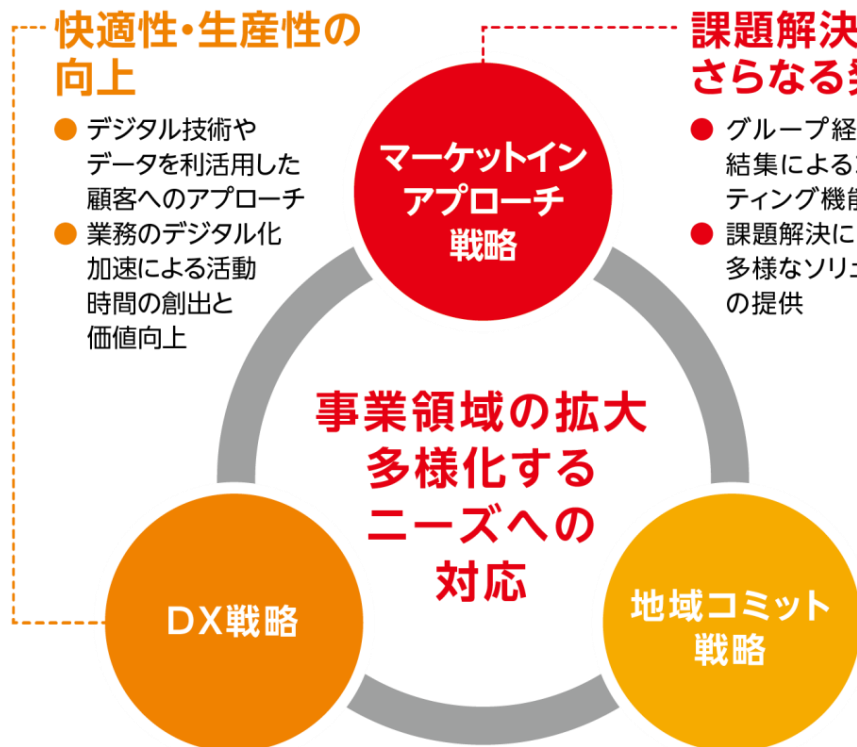 快適性・生産性の
向上
● デジタル技術や
データを利活用した
顧客へのアプローチ
● 業務のデジタル化
加速による活動
時間の創出と
価値向上
課題解決
さらなる
● グループ経
結集による
ティング機能
● 課題解決に
多様なソリュ
の提供
マーケットイン
アプローチ
戦略
事業領域の拡大
多様化する
ニーズへの
対応
DX戦略
地域コミット
戦略